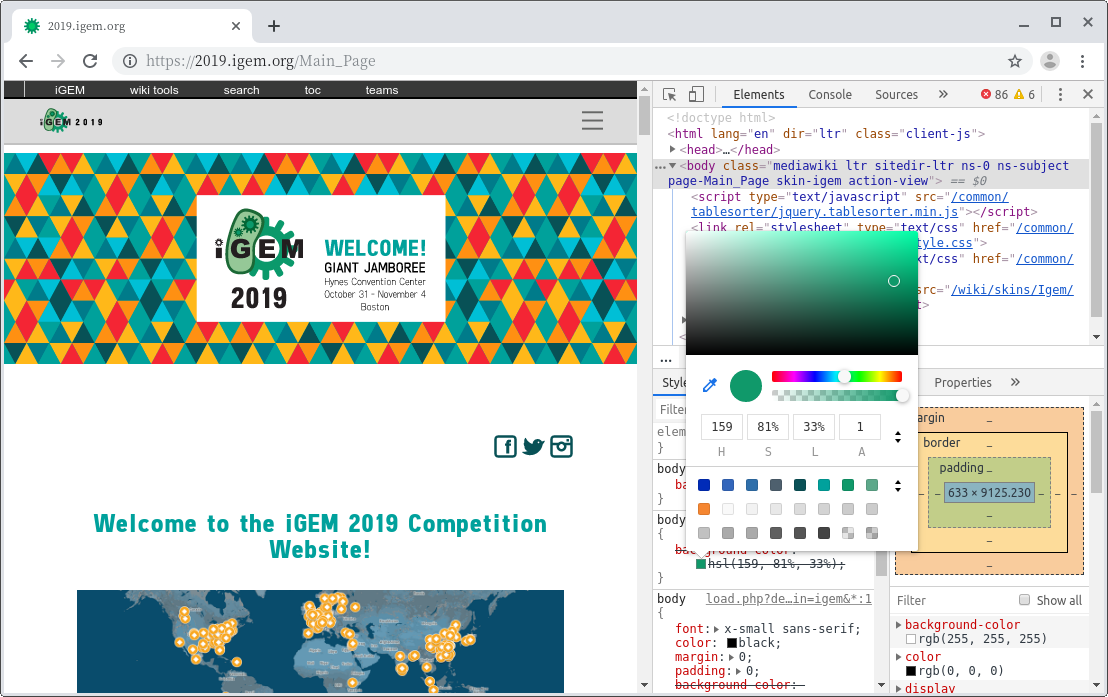 2019.igem.org
https://2019.igem.org/Main_Page
iGEM wiki tools search toc teams
iGEM 2019
iGEM
2019
WELCOME!
GIANT JAMBOREE
Hynes Convention Center
October 31 - November 4
Boston
Welcome to the iGEM 2019 Competition
Website!
Elements Console Sources » 86 6
<!doctype html>
<html lang="en" dir="ltr" class="client-js">
<head>…</head>
<body class="mediawiki ltr sitedir-ltr ns-0 ns-subject
page-Main_Page skin-igem action-view"> == $0
<script type="text/javascript" src="/common/
tablesorter/jquery.tablesorter.min.js"></script>
<link rel="stylesheet" type="text/css" href="/common/
tyle.css">
xt/css" href="/common/
src="/wiki/skins/Igem/
t>
...
Style
Properties »
Filter
elem
}
body
ba
}
body
{
background-color:
hsl(159, 81%, 33%);
}
body load.php?de…in=igem&*:1
{
font: x-small sans-serif;
color: black;
margin: 0;
padding: 0;
background-color:
159 81% 33% 1
H S L A
argin –
border
padding –
– – 633 × 9125.230 – – –
–
–
–
Filter Show all
background-color
rgb(255, 255, 255)
color
rgb(0, 0, 0)
display